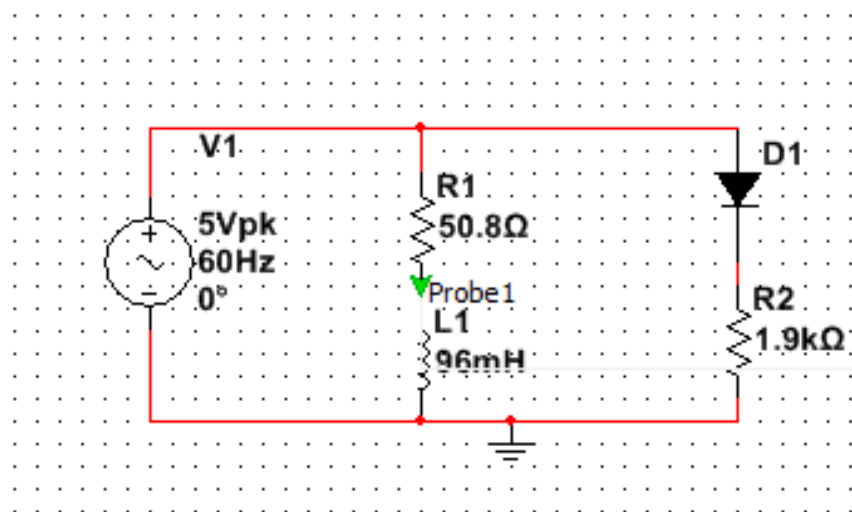 V1
5Vpk
60Hz
0°
R1
50.8Ω
Probe1
L1
96mH
D1
R2
1.9kΩ